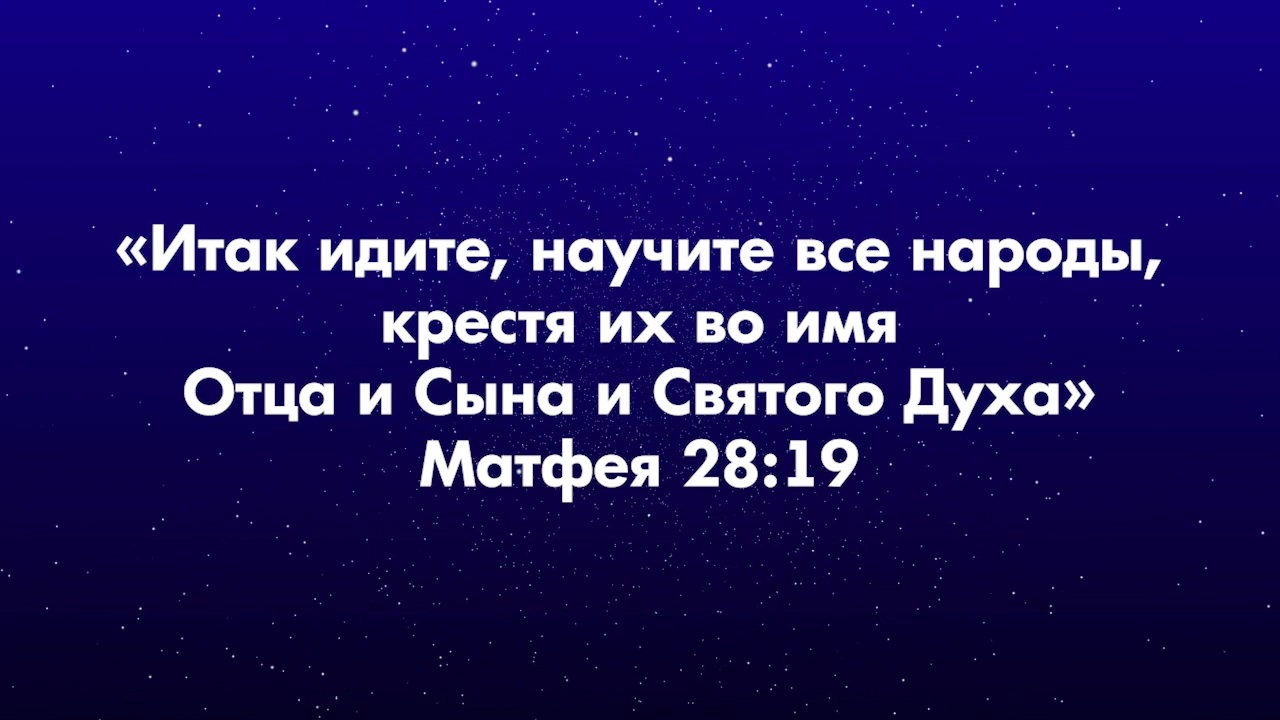 «Итак идите, научите все народы,
крестя их во имя
Отца и Сына и Святого Духа»
Матфея 28:19